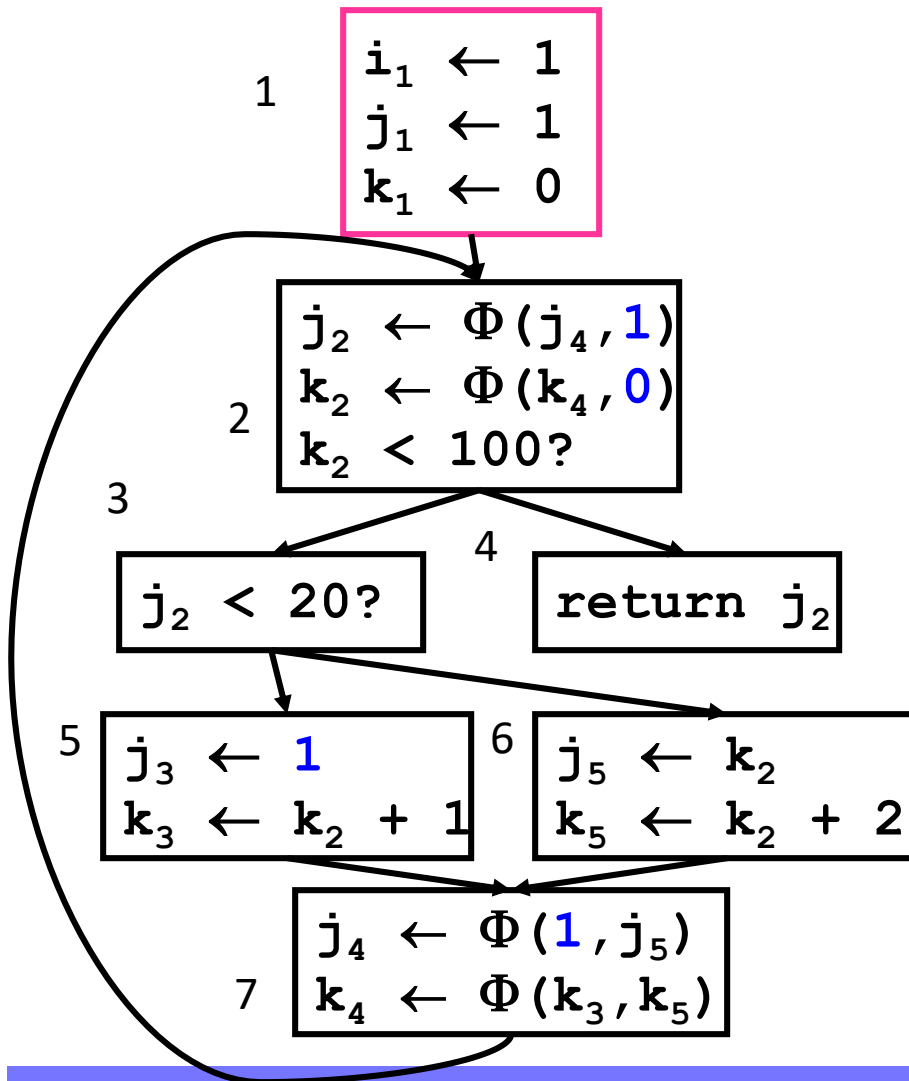 1
i₁ ← 1
j₁ ← 1
k₁ ← 0
2
j₂ ← Φ(j₄,1)
k₂ ← Φ(k₄,0)
k₂ < 100?
3
j₂ < 20?
4
return j₂
5
j₃ ← 1
k₃ ← k₂ + 1
6
j₅ ← k₂
k₅ ← k₂ + 2
7
j₄ ← Φ(1,j₅)
k₄ ← Φ(k₃,k₅)